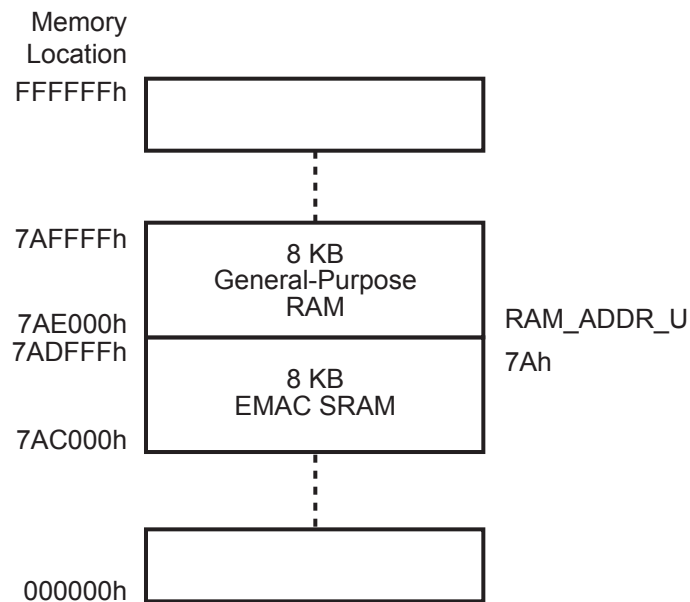 Memory
Location
FFFFFFh
7AFFFFh
8 KB
General-Purpose
RAM
7AE000h
RAM_ADDR_U
7ADFFFh
7Ah
8 KB
EMAC SRAM
7AC000h
000000h